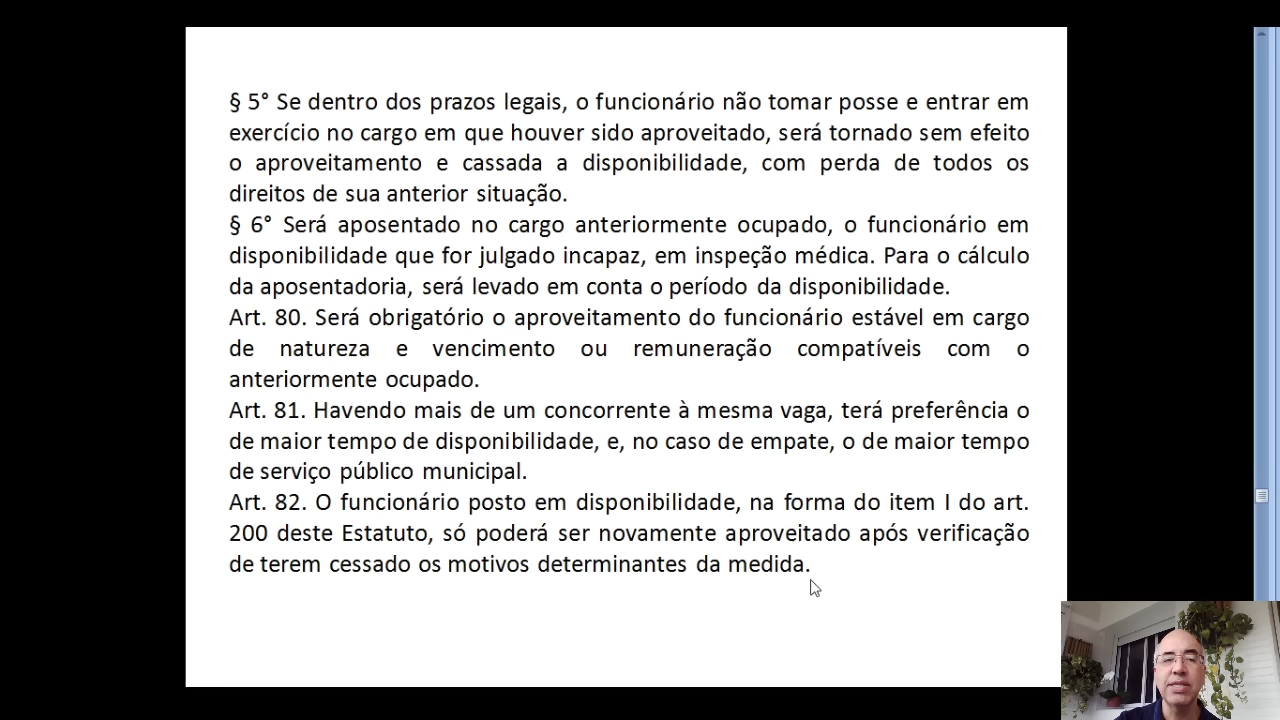 § 5° Se dentro dos prazos legais, o funcionário não tomar posse e entrar em
exercício no cargo em que houver sido aproveitado, será tornado sem efeito
o aproveitamento e cassada a disponibilidade, com perda de todos os
direitos de sua anterior situação.
§ 6° Será aposentado no cargo anteriormente ocupado, o funcionário em
disponibilidade que for julgado incapaz, em inspeção médica. Para o cálculo
da aposentadoria, será levado em conta o período da disponibilidade.
Art. 80. Será obrigatório o aproveitamento do funcionário estável em cargo
de natureza e vencimento ou remuneração compatíveis com o
anteriormente ocupado.
Art. 81. Havendo mais de um concorrente à mesma vaga, terá preferência o
de maior tempo de disponibilidade, e, no caso de empate, o de maior tempo
de serviço público municipal.
Art. 82. O funcionário posto em disponibilidade, na forma do item I do art.
200 deste Estatuto, só poderá ser novamente aproveitado após verificação
de terem cessado os motivos determinantes da medida.